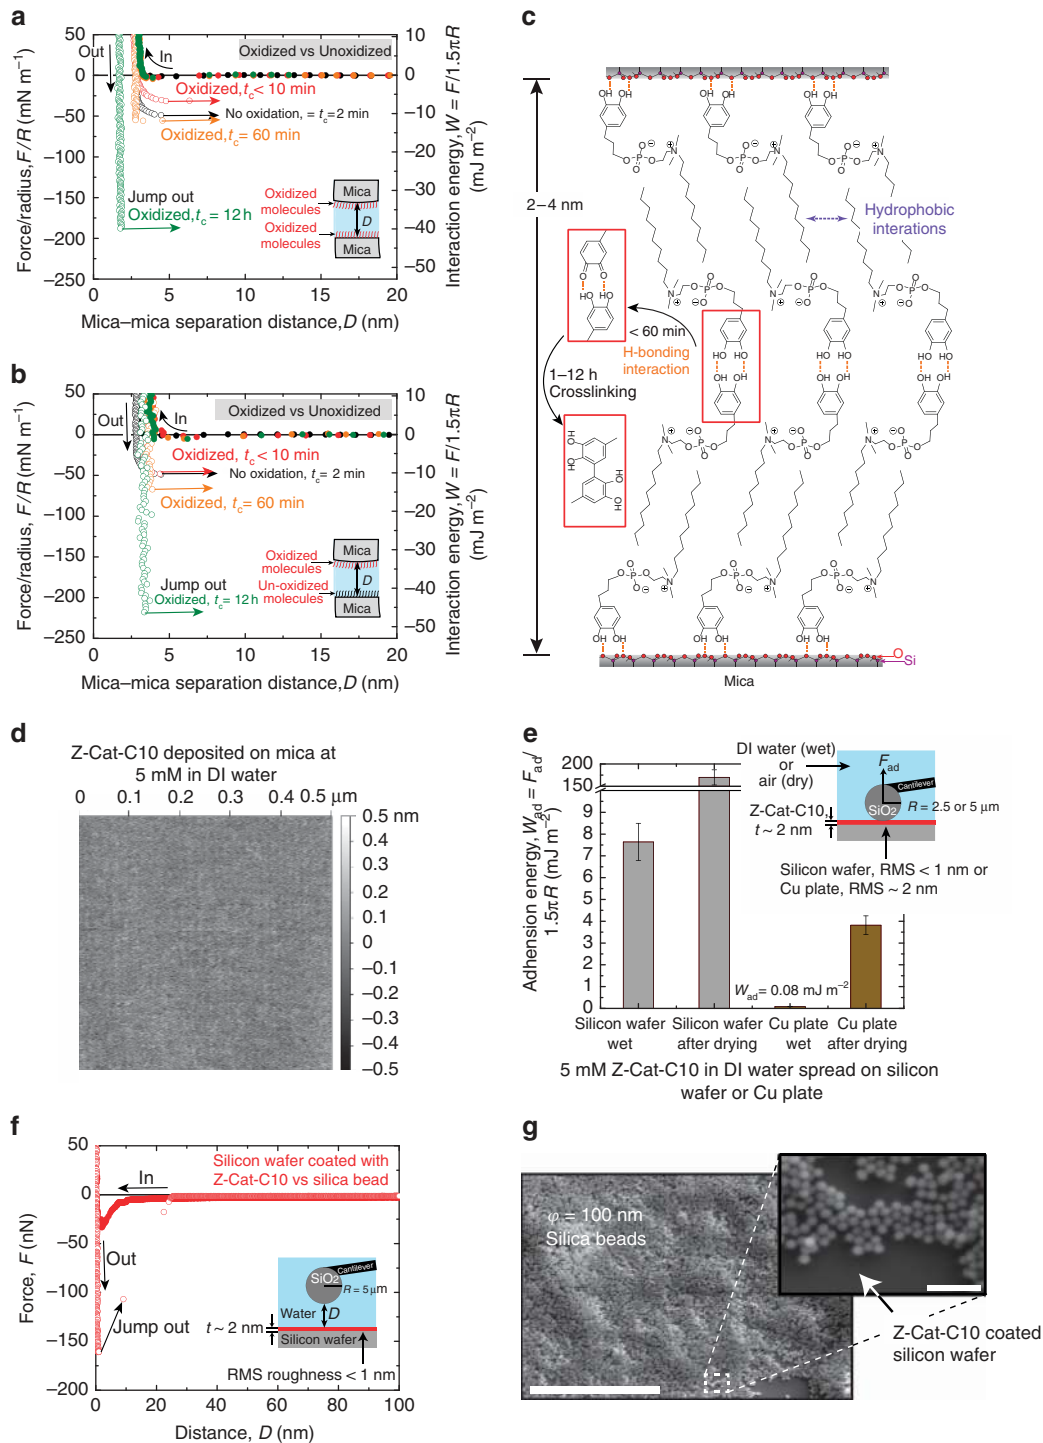 a
50
0
−50
−100
−150
−200
−250
Force/radius, F/R (mN m−1)
Out
In
Oxidized vs Unoxidized
Oxidized, tc < 10 min
No oxidation, = tc=2 min
Oxidized, tc = 60 min
Jump out
Oxidized, tc = 12 h
Oxidized molecules
Oxidized molecules
Mica
D
Mica
10
0
−10
−20
−30
−40
−50
Interaction energy, W = F/1.5πR (mJ m−2)
0 5 10 15 20
Mica–mica separation distance, D (nm)
b
50
0
−50
−100
−150
−200
−250
Force/radius, F/R (mN m−1)
Out
In
Oxidized vs Unoxidized
Oxidized, tc < 10 min
No oxidation, tc = 2 min
Oxidized, tc = 60 min
Jump out
Oxidized, tc = 12 h
Oxidized molecules
Un-oxidized molecules
Mica
D
Mica
10
0
−10
−20
−30
−40
−50
Interaction energy, W = F/1.5πR (mJ m−2)
0 5 10 15 20
Mica–mica separation distance, D (nm)
c
2–4 nm
Hydrophobic
interations
< 60 min
H-bonding
interaction
1–12 h
Crosslinking
O
Si
Mica
d
Z-Cat-C10 deposited on mica at
5 mM in DI water
0 0.1 0.2 0.3 0.4 0.5 μm
0.5 nm
0.4
0.3
0.2
0.1
0
−0.1
−0.2
−0.3
−0.4
−0.5
e
Adhension energy, Wad = Fad/
1.5πR (mJ m−2)
200
150
9
8
7
6
5
4
3
2
1
0
DI water (wet)
or
air (dry)
Fad
Cantilever
SiO2
R = 2.5 or 5 μm
Z-Cat-C10,
t ~ 2 nm
Silicon wafer, RMS < 1 nm or
Cu plate, RMS ~ 2 nm
Wad = 0.08 mJ m−2
Silicon wafer wet
Silicon wafer after drying
Cu plate wet
Cu plate after drying
5 mM Z-Cat-C10 in DI water spread on silicon
wafer or Cu plate
f
50
0
−50
−100
−150
−200
Force, F (nN)
In
Silicon wafer coated with
Z-Cat-C10 vs silica bead
Out
Jump out
Cantilever
SiO2
R = 5 μm
Water
D
t ~ 2 nm
Silicon wafer
RMS roughness < 1 nm
0 20 40 60 80 100
Distance, D (nm)
g
φ = 100 nm
Silica beads
Z-Cat-C10 coated
silicon wafer